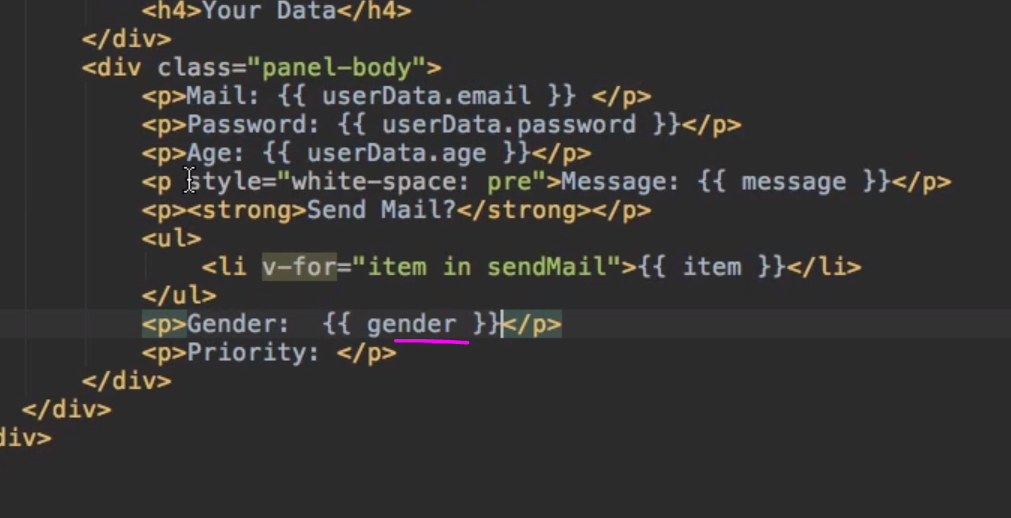 <h4>Your Data</h4>
</div>
<div class="panel-body">
<p>Mail: {{ userData.email }} </p>
<p>Password: {{ userData.password }}</p>
<p>Age: {{ userData.age }}</p>
<p style="white-space: pre">Message: {{ message }}</p>
<p><strong>Send Mail?</strong></p>
<ul>
<li v-for="item in sendMail">{{ item }}</li>
</ul>
<p>Gender:  {{ gender }}</p>
<p>Priority: </p>
</div>
</div>
div>